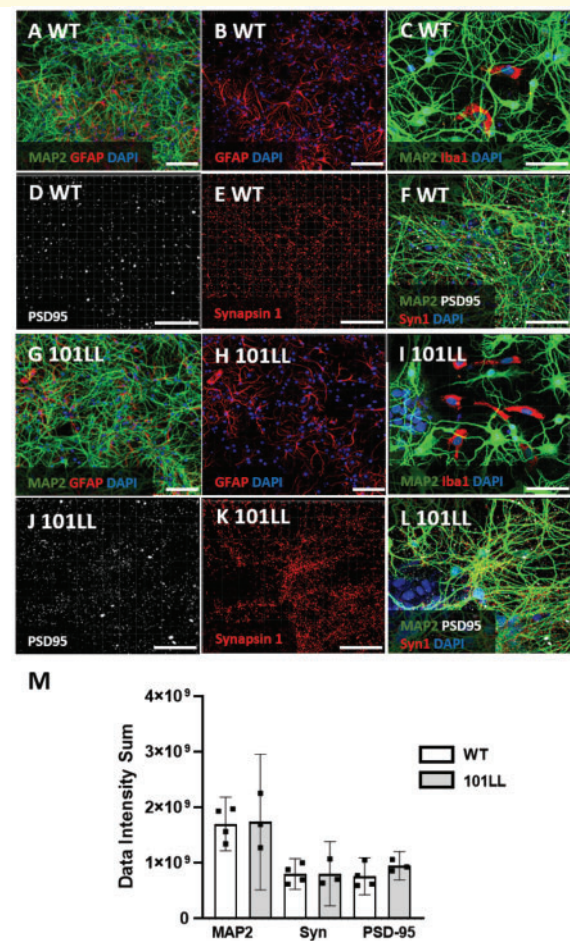 A WT
MAP2 GFAP DAPI
B WT
GFAP DAPI
C WT
MAP2 Iba1 DAPI
D WT
PSD95
E WT
Synapsin 1
F WT
MAP2 PSD95
Syn1 DAPI
G 101LL
MAP2 GFAP DAPI
H 101LL
GFAP DAPI
I 101LL
MAP2 Iba1 DAPI
J 101LL
PSD95
K 101LL
Synapsin 1
L 101LL
MAP2 PSD95
Syn1 DAPI
M
Data Intensity Sum
4×10⁹
3×10⁹
2×10⁹
1×10⁹
0
MAP2 Syn PSD-95
WT
101LL